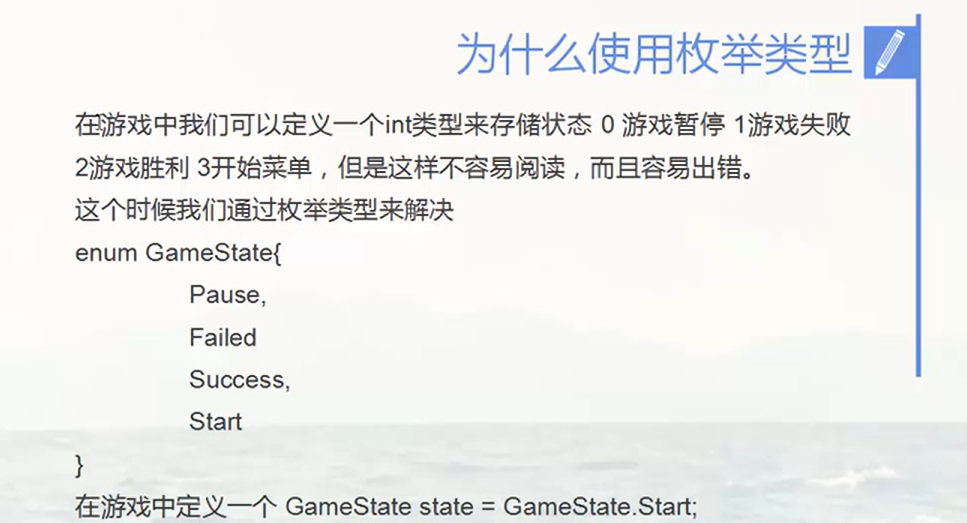 为什么使用枚举类型
在游戏中我们可以定义一个int类型来存储状态 0 游戏暂停 1游戏失败
2游戏胜利 3开始菜单，但是这样不容易阅读，而且容易出错。
这个时候我们通过枚举类型来解决
enum GameState{
Pause,
Failed
Success,
Start
}
在游戏中定义一个 GameState state = GameState.Start;